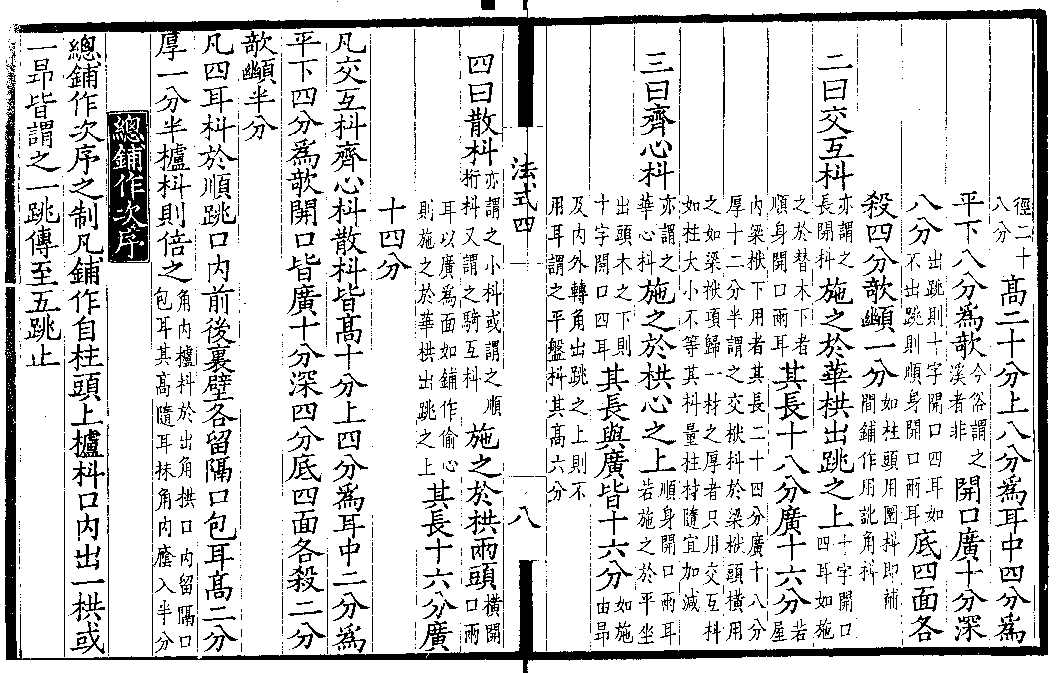 徑二十八分高二十分上八分爲耳中四分爲
平下八分爲欹今俗謂之溪者非開口廣十分深
八分出跳則十字開口四耳如不出跳則順身開口兩耳底四面各
殺四分欹䫜一分如柱頭用圜枓即補間鋪作用訛角枓
二曰交互枓亦謂之長開枓施之於華栱出跳之上十字開口四耳如施
之於替木下者順身開口兩耳其長十八分廣十六分若屋
內梁栿下用者其長二十四分廣十八分厚十二分半謂之交栿枓於梁栿頭橫用
之如梁栿項歸一材之厚者只用交互枓如柱大小不等其枓量柱材隨宜加減
三曰齊心枓亦謂之華心枓施之於栱心之上順身開口兩耳若施之於平坐
出頭木之下則十字開口四耳其長與廣皆十六分如施由昂
及內外轉角出跳之上則不用耳謂之平盤枓其高六分
法式四
八
四曰散枓亦謂之小枓或謂之順桁枓又謂之騎互枓施之於栱兩頭橫開口兩
耳以廣爲面如鋪作偷心則施之於華栱出跳之上其長十六分廣
十四分
凡交互枓齊心枓散枓皆高十分上四分爲耳中二分爲
平下四分爲欹開口皆廣十分深四分底四面各殺二分
欹䫜半分
凡四耳枓於順跳口內前後裏壁各留隔口包耳高二分
厚一分半櫨枓則倍之角內櫨枓於出角栱口內留隔口包耳其高隨耳抹角內廕入半分
總鋪作次序
總鋪作次序之制凡鋪作自柱頭上櫨枓口內出一栱或
一昂皆謂之一跳傳至五跳止